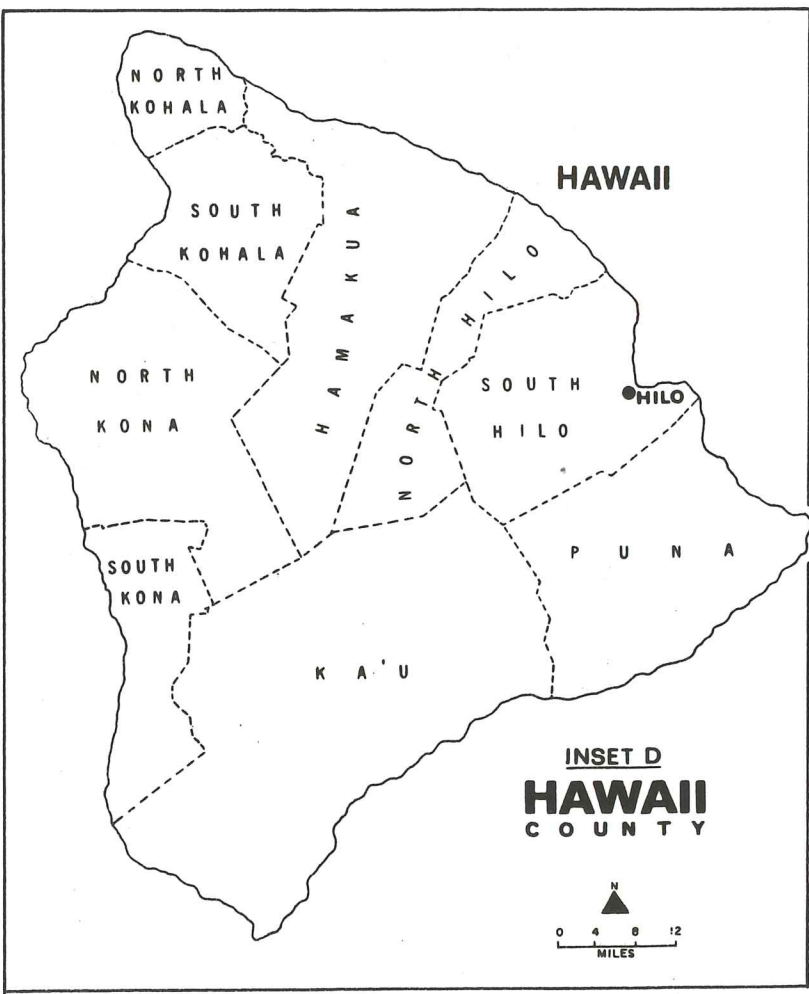 NORTH
KOHALA
HAWAII
SOUTH
KOHALA
HAMAKUA
NORTH HILO
NORTH
KONA
SOUTH
HILO
HILO
SOUTH
KONA
PUNA
KA'U
INSET D
HAWAII
COUNTY
N
0 4 8 12
MILES